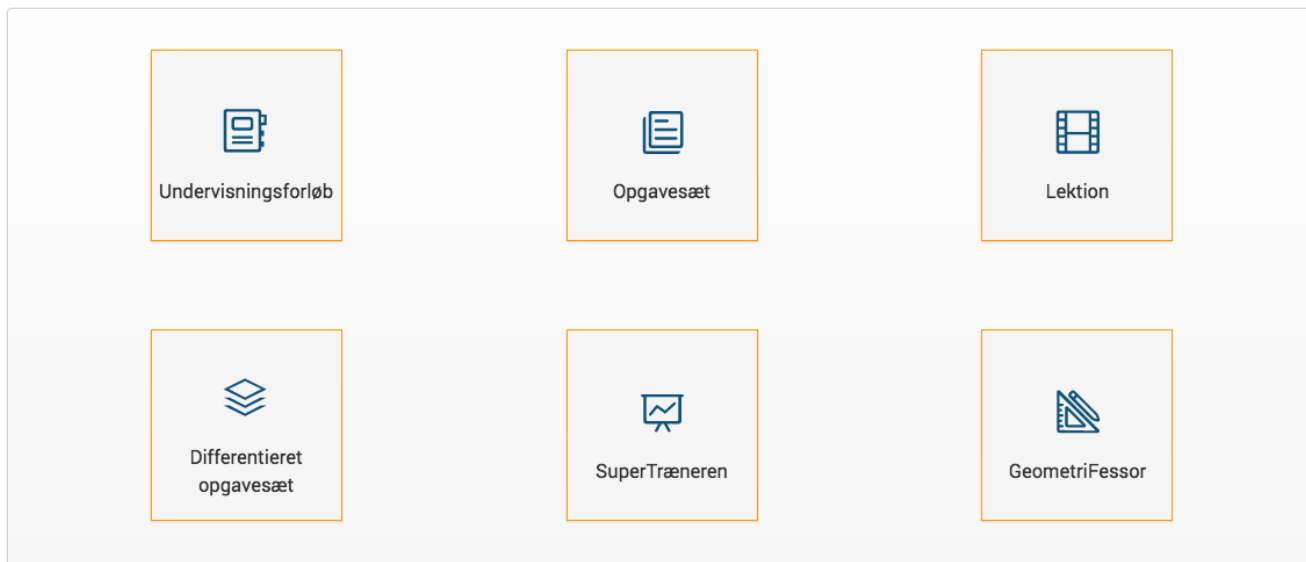 Undervisningsforløb
Opgavesæt
Lektion
Differentieret
opgavesæt
SuperTræneren
GeometriFessor